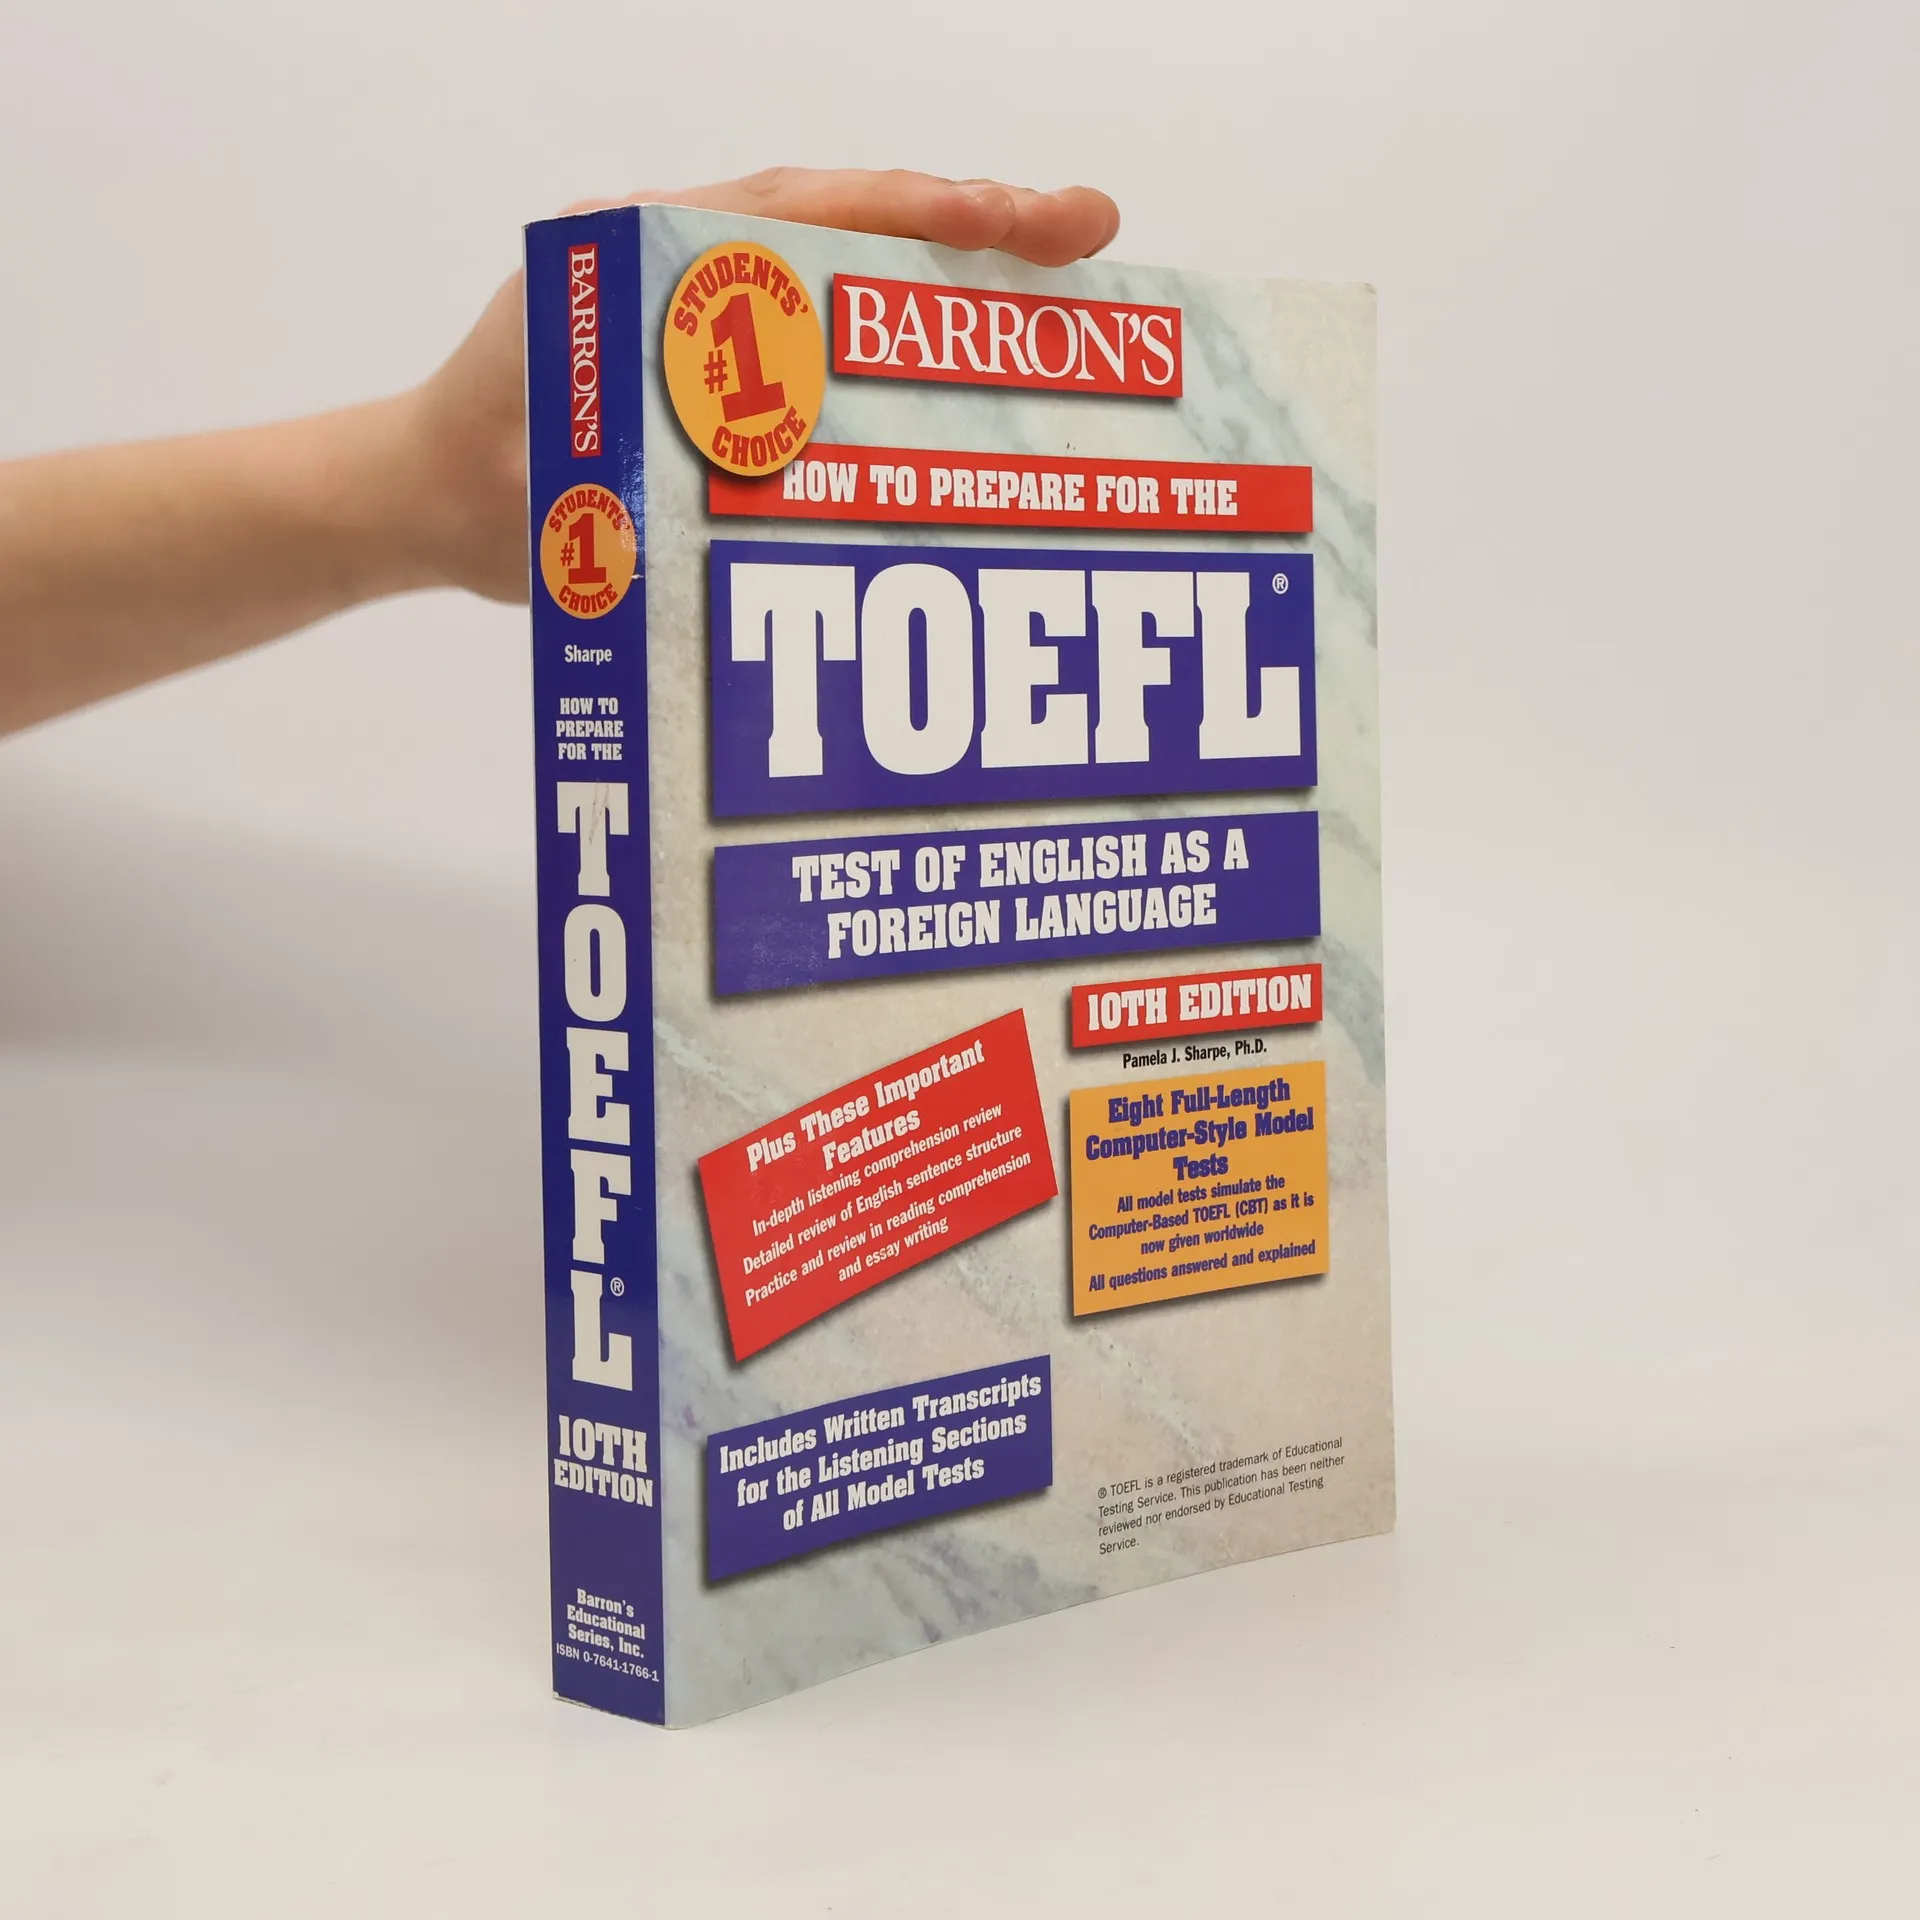 BARRON'S
STUDENTS'
#1
CHOICE
Sharpe
HOW TO
PREPARE
FOR THE
TOEFL®
10TH
EDITION
Barron's
Educational
Series, Inc.
ISBN 0-7641-1766-1
STUDENTS'
#1
CHOICE
BARRON'S
HOW TO PREPARE FOR THE
TOEFL®
TEST OF ENGLISH AS A
FOREIGN LANGUAGE
10TH EDITION
Pamela J. Sharpe, Ph.D.
Plus These Important
Features
In-depth listening comprehension review
Detailed review of English sentence structure
Practice and review in reading comprehension
and essay writing
Eight Full-Length
Computer-Style Model
Tests
All model tests simulate the
Computer-Based TOEFL (CBT) as it is
now given worldwide
All questions answered and explained
Includes Written Transcripts
for the Listening Sections
of All Model Tests
® TOEFL is a registered trademark of Educational
Testing Service. This publication has been neither
reviewed nor endorsed by Educational Testing
Service.